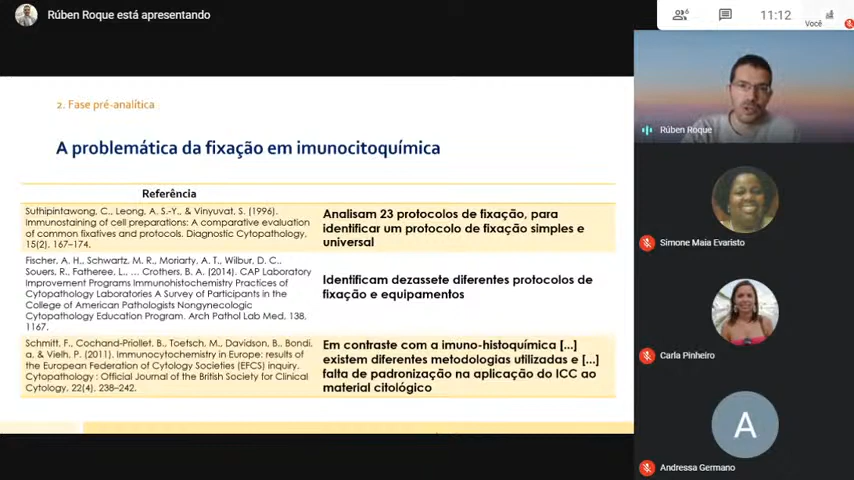 Rúben Roque está apresentando
6
11:12
Você
2. Fase pré-analítica
A problemática da fixação em imunocitoquímica
Referência
Suthipintawong, C., Leong, A. S.-Y., & Vinyuvat, S. (1996).
Immunostaining of cell preparations: A comparative evaluation
of common fixatives and protocols. Diagnostic Cytopathology,
15(2), 167–174.
Analisam 23 protocolos de fixação, para
identificar um protocolo de fixação simples e
universal
Fischer, A. H., Schwartz, M. R., Moriarty, A. T., Wilbur, D. C.,
Souers, R., Fatheree, L., … Crothers, B. A. (2014). CAP Laboratory
Improvement Programs Immunohistochemistry Practices of
Cytopathology Laboratories A Survey of Participants in the
College of American Pathologists Nongynecologic
Cytopathology Education Program. Arch Pathol Lab Med, 138,
1167.
Identificam dezassete diferentes protocolos de
fixação e equipamentos
Schmitt, F., Cochand-Priollet, B., Toetsch, M., Davidson, B., Bondi,
a, & Vielh, P. (2011). Immunocytochemistry in Europe: results of
the European Federation of Cytology Societies (EFCS) inquiry.
Cytopathology : Official Journal of the British Society for Clinical
Cytology, 22(4), 238–242.
Em contraste com a imuno-histoquímica [...]
existem diferentes metodologias utilizadas e [...]
falta de padronização na aplicação do ICC ao
material citológico
Rúben Roque
Simone Maia Evaristo
Carla Pinheiro
A
Andressa Germano